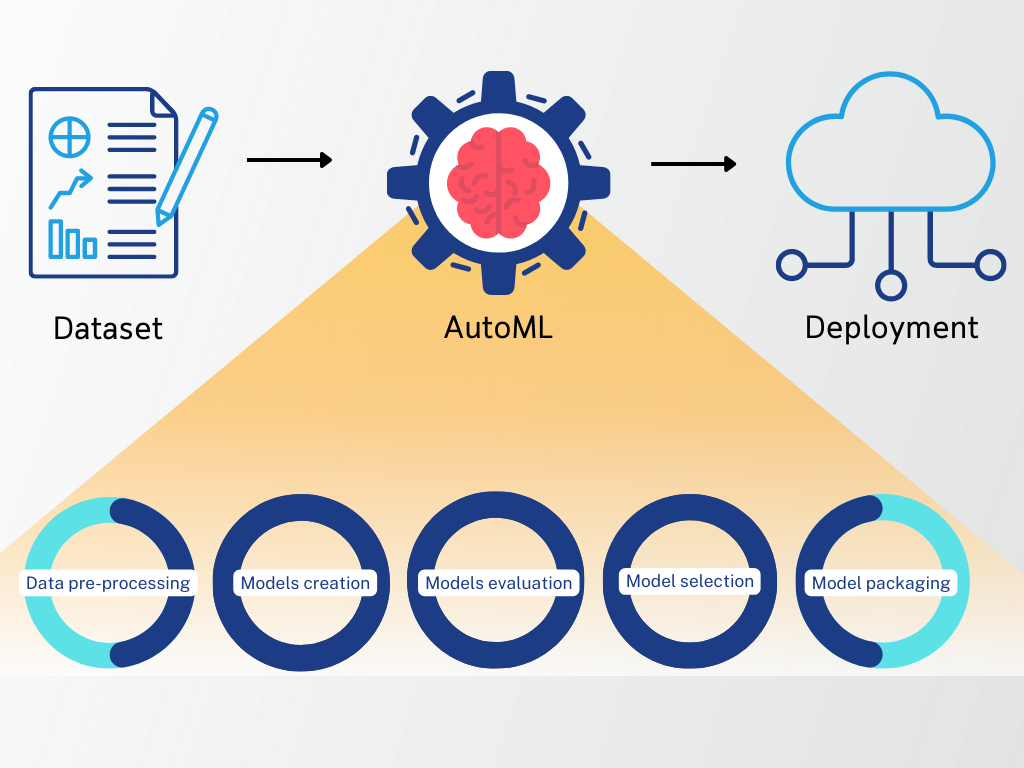 Dataset
AutoML
Deployment
Data pre-processing
Models creation
Models evaluation
Model selection
Model packaging